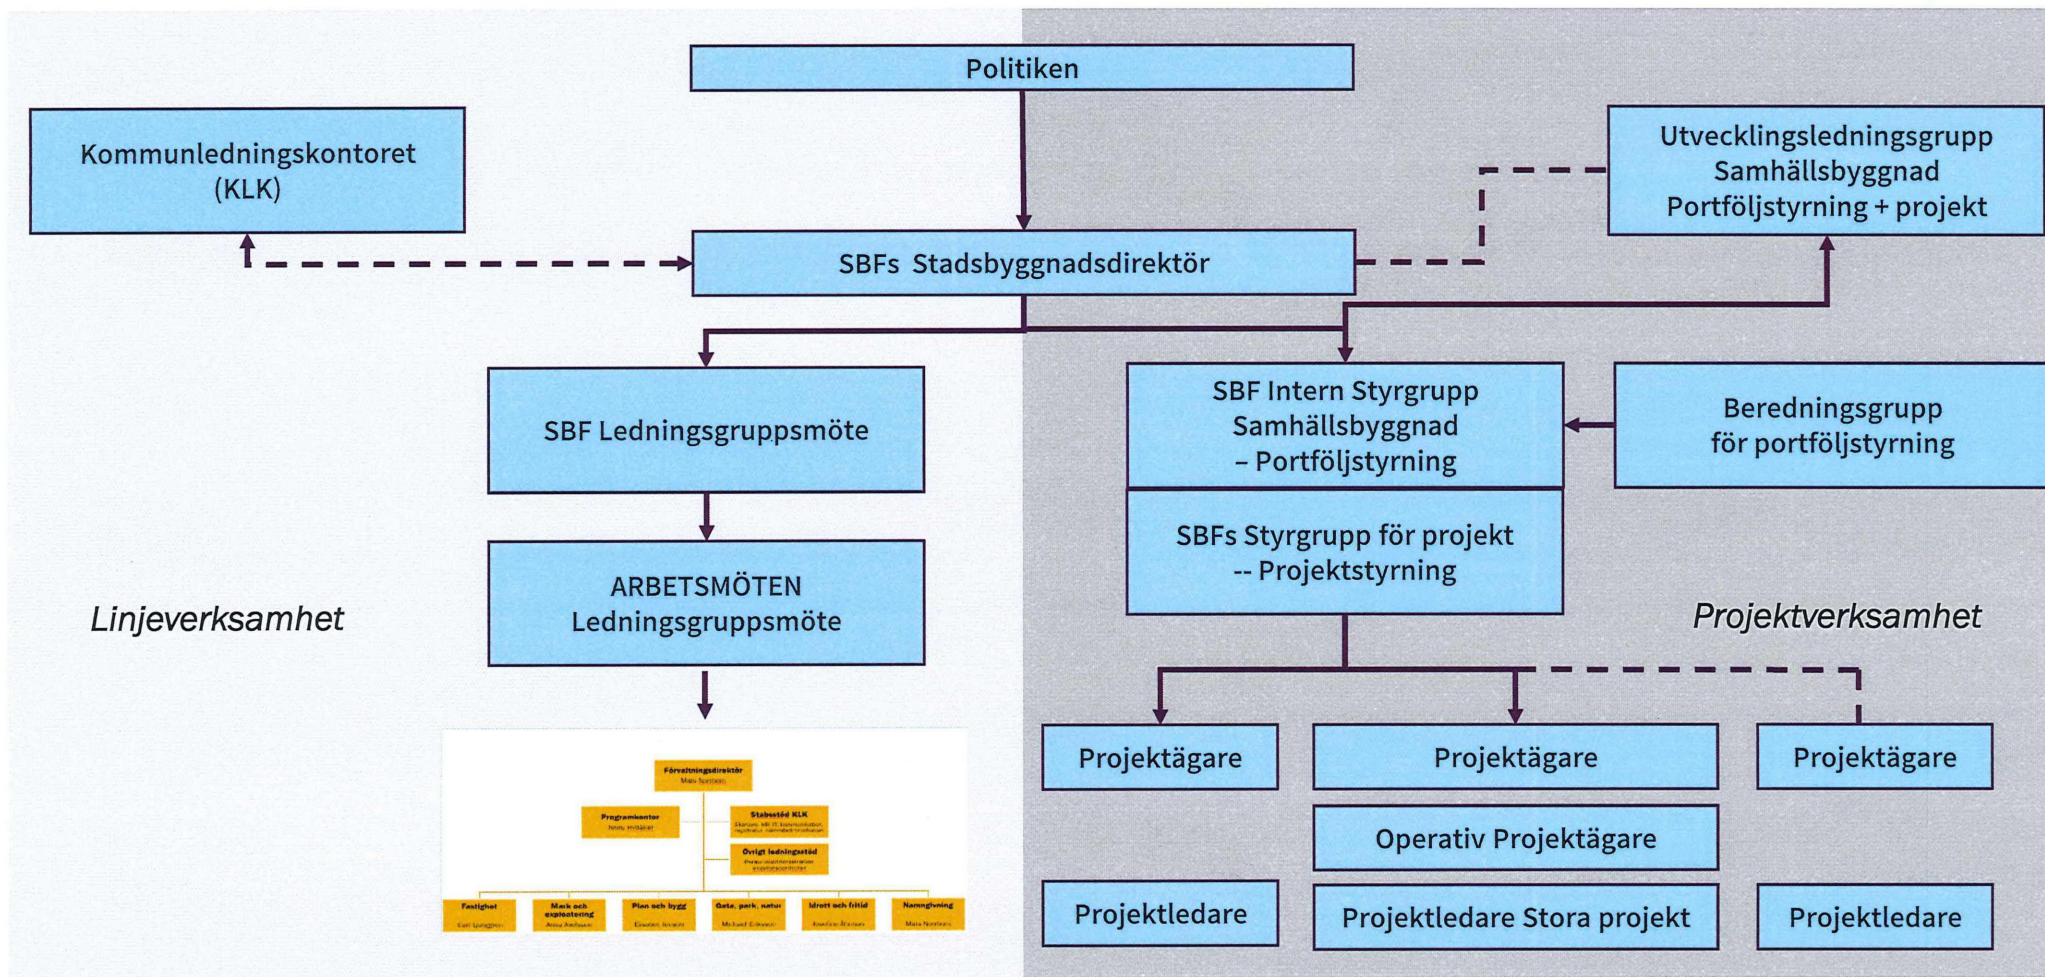 Politiken
Kommunledningskontoret
(KLK)
Utvecklingsledningsgrupp
Samhällsbyggnad
Portföljstyrning + projekt
SBFs Stadsbyggnadsdirektör
SBF Ledningsgruppsmöte
SBF Intern Styrgrupp
Samhällsbyggnad
– Portföljstyrning
Beredningsgrupp
för portföljstyrning
SBFs Styrgrupp för projekt
-- Projektstyrning
ARBETSMÖTEN
Ledningsgruppsmöte
Linjeverksamhet
Projektverksamhet
Projektägare
Projektägare
Projektägare
Operativ Projektägare
Projektledare
Projektledare Stora projekt
Projektledare
Förvaltningsdirektör
Programkontor
Stabsstöd KLK
Övrigt ledningsstöd
Fastighet
Mark och
exploatering
Plan och bygg
Gata, park, natur
Idrott och fritid
Namngivning